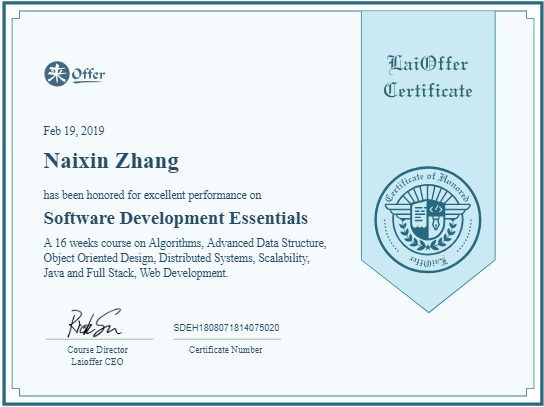 来 Offer
LaiOffer
Certificate
Feb 19, 2019
Naixin Zhang
has been honored for excellent performance on
Software Development Essentials
A 16 weeks course on Algorithms, Advanced Data Structure,
Object Oriented Design, Distributed Systems, Scalability,
Java and Full Stack, Web Development.
Certificate of Honored
LaiOffer
SDEH1808071814075020
Course Director
Laioffer CEO
Certificate Number